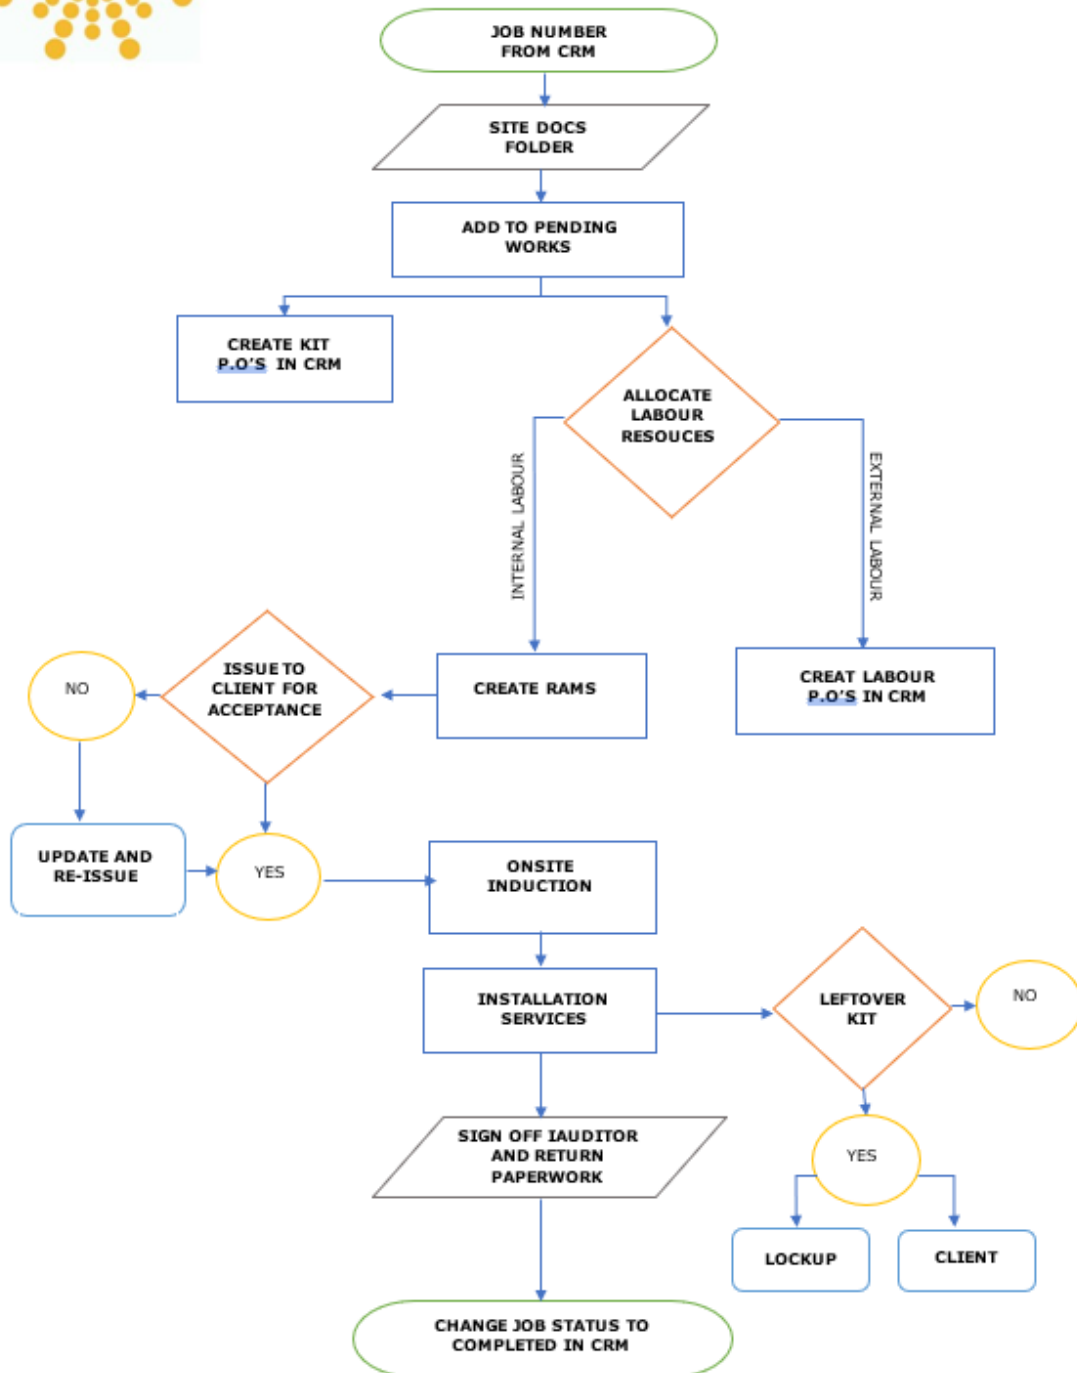 JOB NUMBER
FROM CRM
SITE DOCS
FOLDER
ADD TO PENDING
WORKS
CREATE KIT
P.O'S IN CRM
ALLOCATE
LABOUR
RESOUCES
INTERNAL LABOUR
EXTERNAL LABOUR
NO
ISSUE TO
CLIENT FOR
ACCEPTANCE
CREATE RAMS
CREAT LABOUR
P.O'S IN CRM
UPDATE AND
RE-ISSUE
YES
ONSITE
INDUCTION
INSTALLATION
SERVICES
LEFTOVER
KIT
NO
SIGN OFF IAUDITOR
AND RETURN
PAPERWORK
YES
LOCKUP
CLIENT
CHANGE JOB STATUS TO
COMPLETED IN CRM